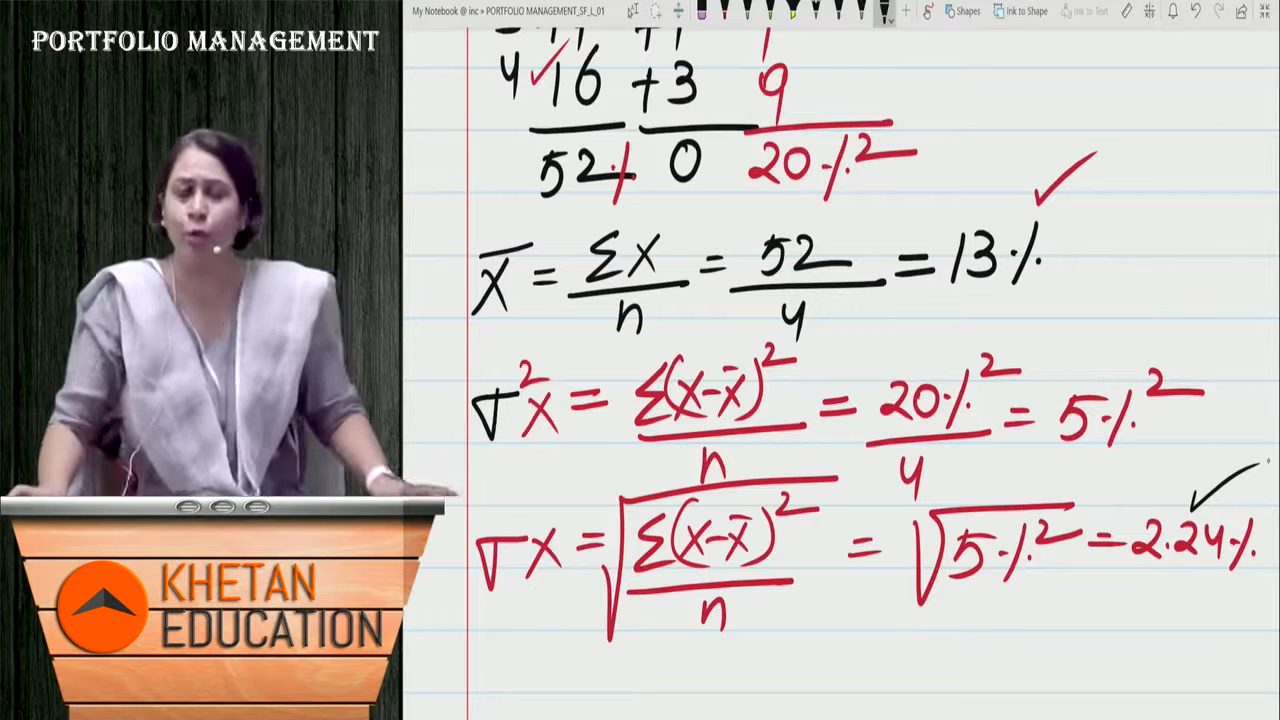 My Notebook @ inc » PORTFOLIO MANAGEMENT_SF_L_01
Shapes Ink to Shape Ink to Text
PORTFOLIO MANAGEMENT
4 ✓16 +3 9
52% 0 20%²
X̄ = ΣX/n = 52/4 = 13% ✓
σ²x = Σ(x-x̄)²/n = 20%²/4 = 5%²
σx = √(Σ(x-x̄)²/n) = √5%² = 2.24% ✓
KHETAN
EDUCATION